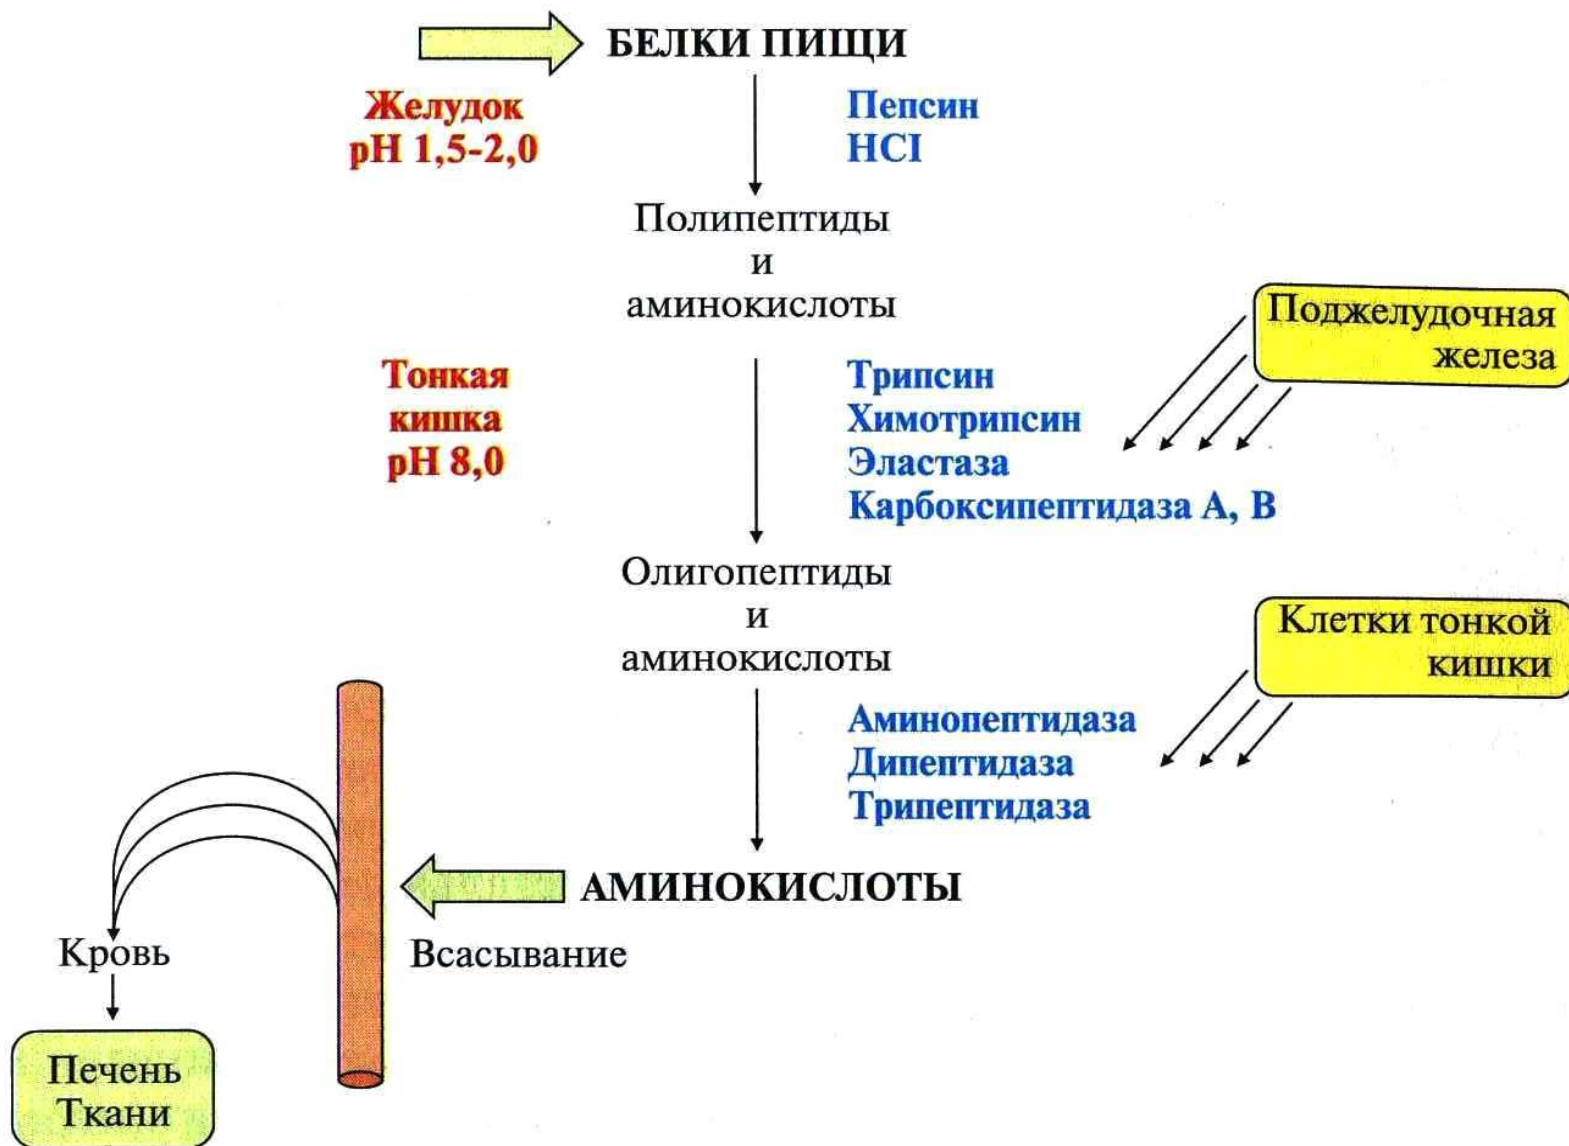 БЕЛКИ ПИЩИ
Желудок
pH 1,5-2,0
Пепсин
HCI
Полипептиды
и
аминокислоты
Поджелудочная
железа
Тонкая
кишка
pH 8,0
Трипсин
Химотрипсин
Эластаза
Карбоксипептидаза А, В
Олигопептиды
и
аминокислоты
Клетки тонкой
кишки
Аминопептидаза
Дипептидаза
Трипептидаза
АМИНОКИСЛОТЫ
Всасывание
Кровь
Печень
Ткани